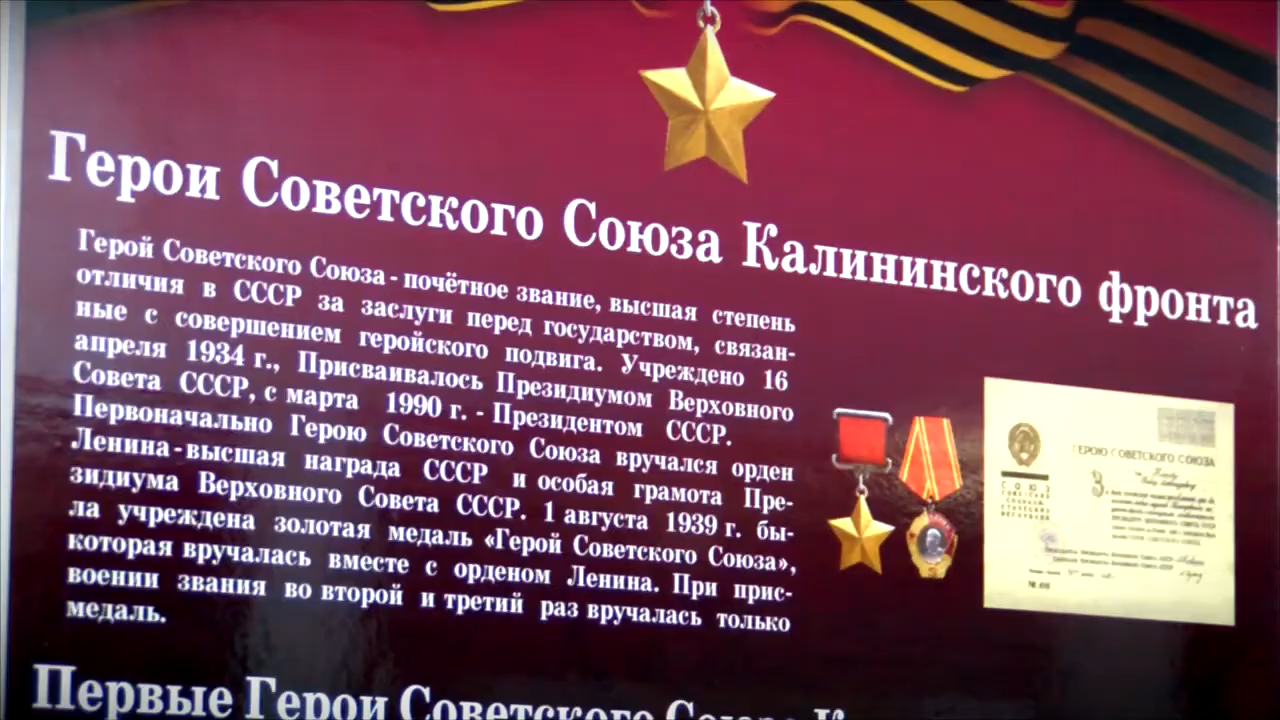 Герои Советского Союза Калининского фронта
Герой Советского Союза - почётное звание, высшая степень
отличия в СССР за заслуги перед государством, связан-
ные с совершением геройского подвига. Учреждено 16
апреля 1934 г., Присваивалось Президиумом Верховного
Совета СССР, с марта 1990 г. - Президентом СССР.
Первоначально Герою Советского Союза вручался орден
Ленина - высшая награда СССР и особая грамота Пре-
зидиума Верховного Совета СССР. 1 августа 1939 г. бы-
ла учреждена золотая медаль «Герой Советского Союза»,
которая вручалась вместе с орденом Ленина. При прис-
воении звания во второй и третий раз вручалась только
медаль.
ГЕРОЮ СОВЕТСКОГО СОЮЗА
СОЮЗ
СОВЕТСКИХ
Первые Герои Советского Союза К